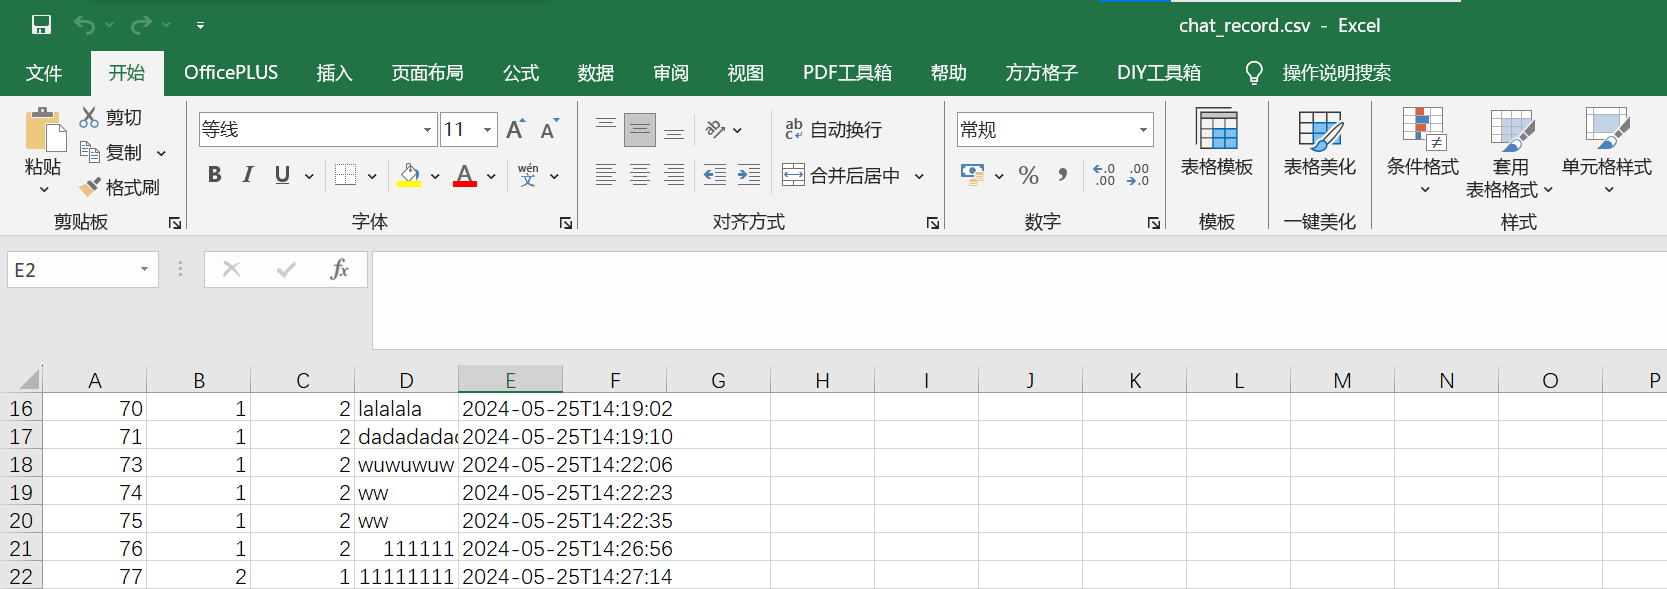 chat_record.csv - Excel
文件 开始 OfficePLUS 插入 页面布局 公式 数据 审阅 视图 PDF工具箱 帮助 方方格子 DIY工具箱 操作说明搜索
粘贴 剪切 复制 格式刷
等线 11 A A
B I U A wén 文
ab c 自动换行
合并后居中
常规
% , .0 .00 .00 .0
表格模板 表格美化 条件格式 套用 表格格式 单元格样式
剪贴板 字体 对齐方式 数字 模板 一键美化 样式
E2 fx
A B C D E F G H I J K L M N O P
16 70 1 2 lalalala 2024-05-25T14:19:02
17 71 1 2 dadadadad 2024-05-25T14:19:10
18 73 1 2 wuwuwuw 2024-05-25T14:22:06
19 74 1 2 ww 2024-05-25T14:22:23
20 75 1 2 ww 2024-05-25T14:22:35
21 76 1 2 111111 2024-05-25T14:26:56
22 77 2 1 11111111 2024-05-25T14:27:14